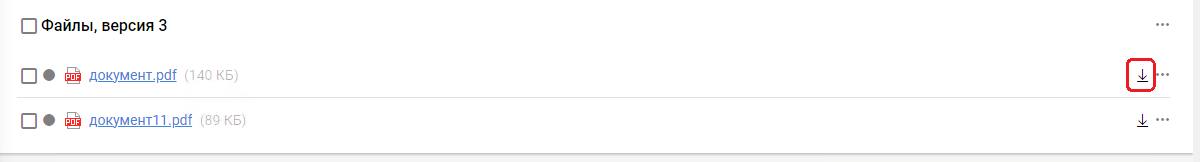 Файлы, версия 3
документ.pdf (140 КБ)
документ11.pdf (89 КБ)